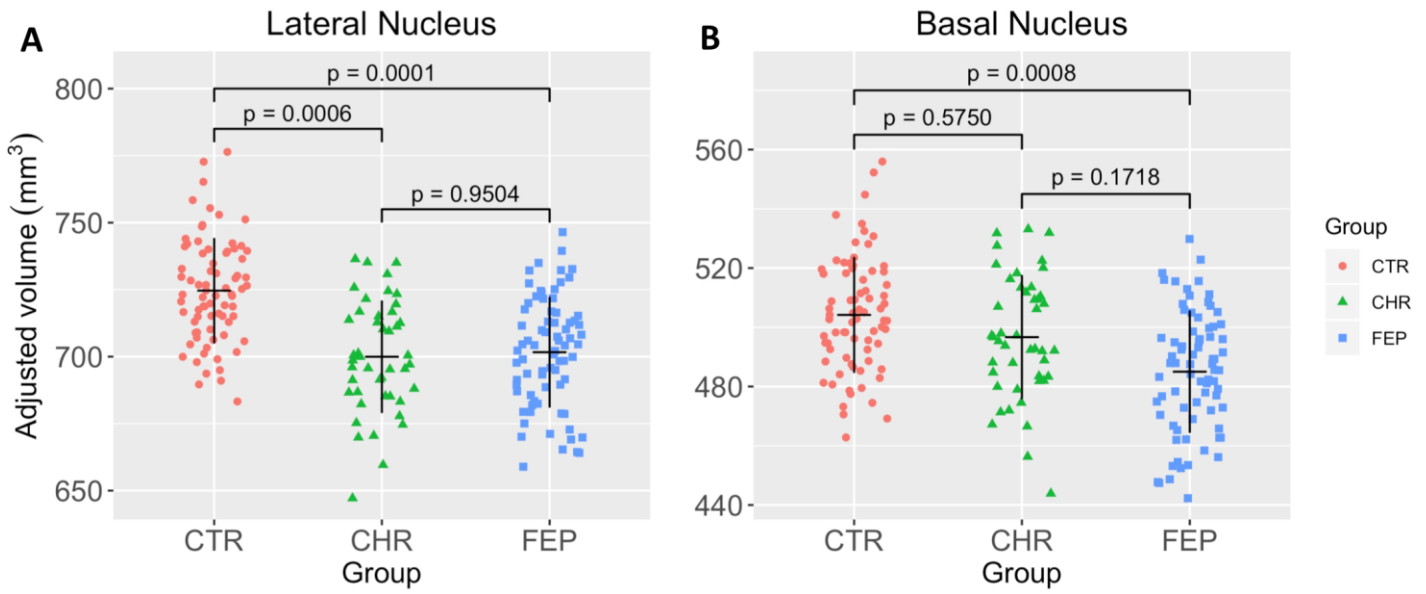 A
Lateral Nucleus
Adjusted volume (mm³)
800
750
700
650
p = 0.0001
p = 0.0006
p = 0.9504
CTR
CHR
FEP
Group
B
Basal Nucleus
560
520
480
440
p = 0.0008
p = 0.5750
p = 0.1718
CTR
CHR
FEP
Group
Group
CTR
CHR
FEP